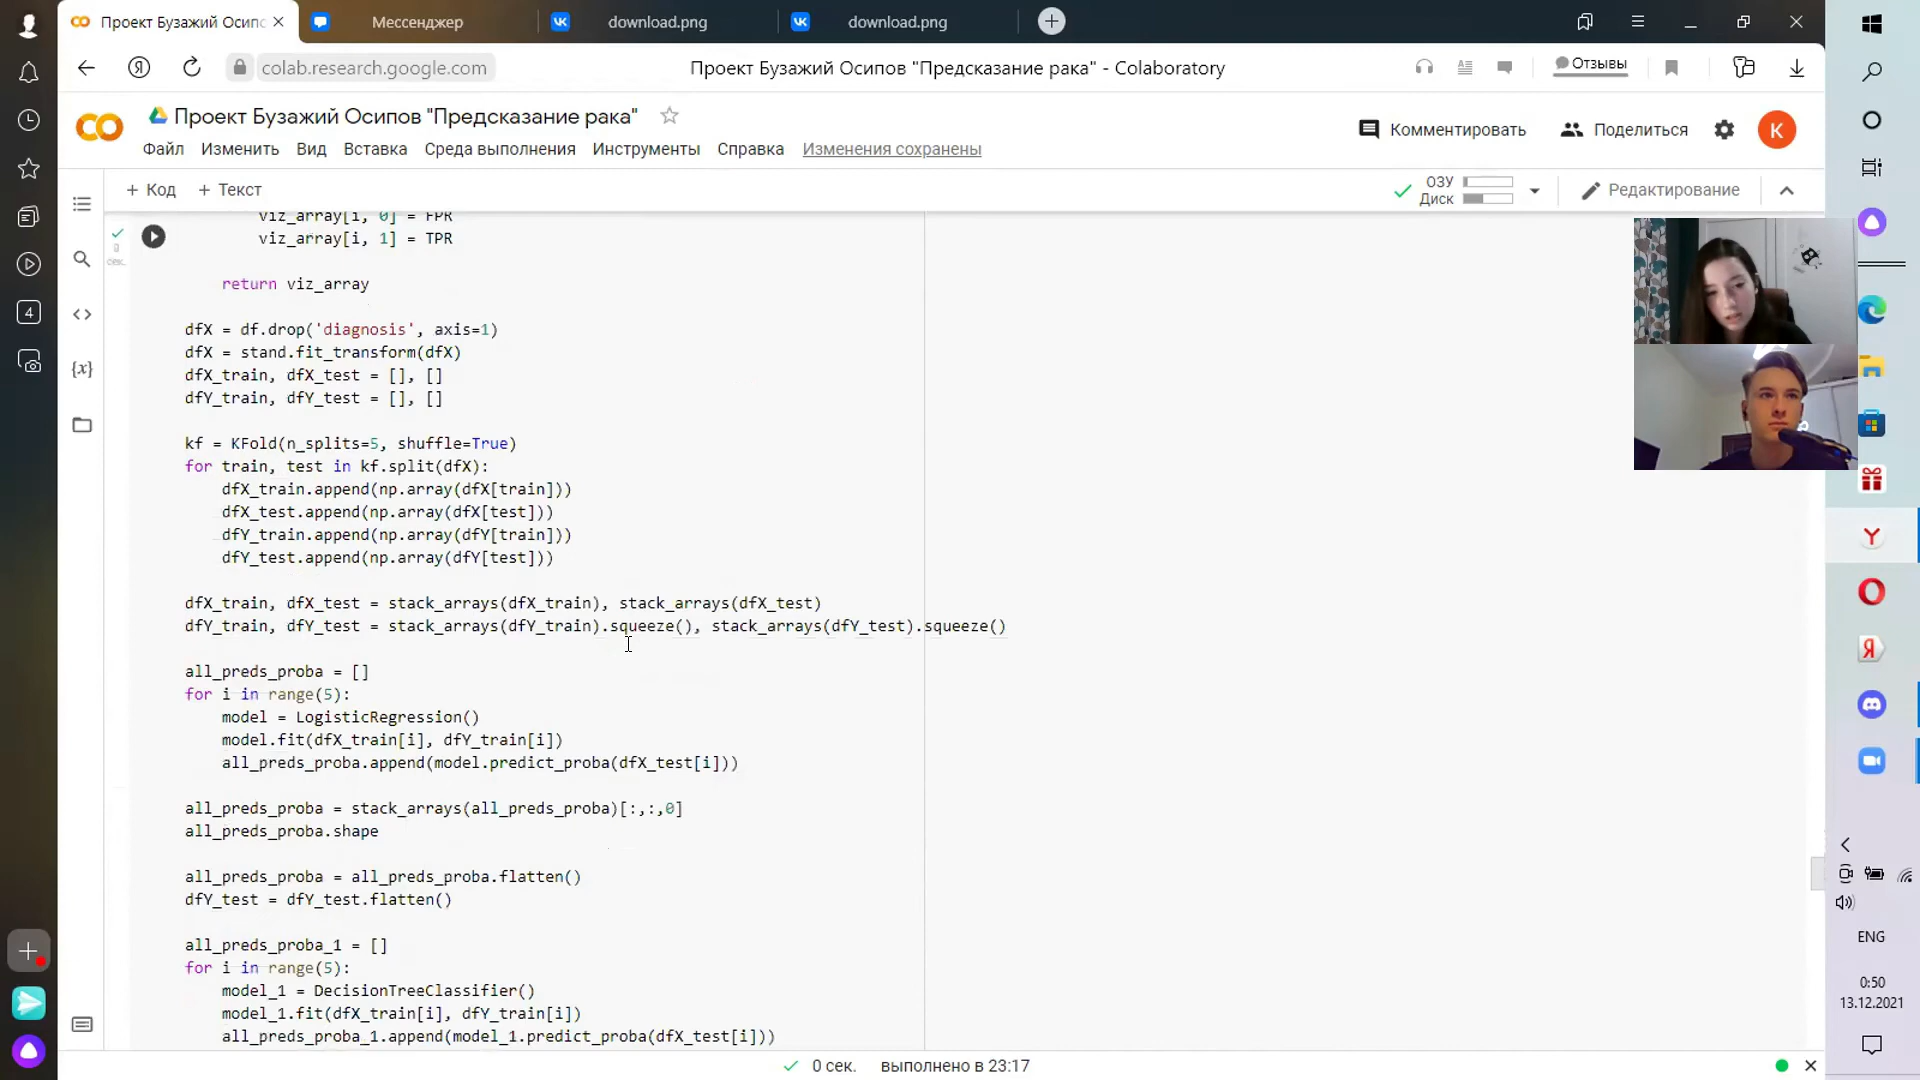 Проект Бузажий Осипс
Мессенджер
download.png
download.png
colab.research.google.com
Проект Бузажий Осипов "Предсказание рака" - Colaboratory
Отзывы
Проект Бузажий Осипов "Предсказание рака"
Комментировать
Поделиться
К
Файл Изменить Вид Вставка Среда выполнения Инструменты Справка Изменения сохранены
+ Код + Текст
ОЗУ
Диск
Редактирование
viz_array[i, 0] = FPR
viz_array[i, 1] = TPR
return viz_array
dfX = df.drop('diagnosis', axis=1)
dfX = stand.fit_transform(dfX)
dfX_train, dfX_test = [], []
dfY_train, dfY_test = [], []
kf = KFold(n_splits=5, shuffle=True)
for train, test in kf.split(dfX):
dfX_train.append(np.array(dfX[train]))
dfX_test.append(np.array(dfX[test]))
dfY_train.append(np.array(dfY[train]))
dfY_test.append(np.array(dfY[test]))
dfX_train, dfX_test = stack_arrays(dfX_train), stack_arrays(dfX_test)
dfY_train, dfY_test = stack_arrays(dfY_train).squeeze(), stack_arrays(dfY_test).squeeze()
all_preds_proba = []
for i in range(5):
model = LogisticRegression()
model.fit(dfX_train[i], dfY_train[i])
all_preds_proba.append(model.predict_proba(dfX_test[i]))
all_preds_proba = stack_arrays(all_preds_proba)[:,:,0]
all_preds_proba.shape
all_preds_proba = all_preds_proba.flatten()
dfY_test = dfY_test.flatten()
all_preds_proba_1 = []
for i in range(5):
model_1 = DecisionTreeClassifier()
model_1.fit(dfX_train[i], dfY_train[i])
all_preds_proba_1.append(model_1.predict_proba(dfX_test[i]))
0 сек. выполнено в 23:17
4
ENG
0:50
13.12.2021